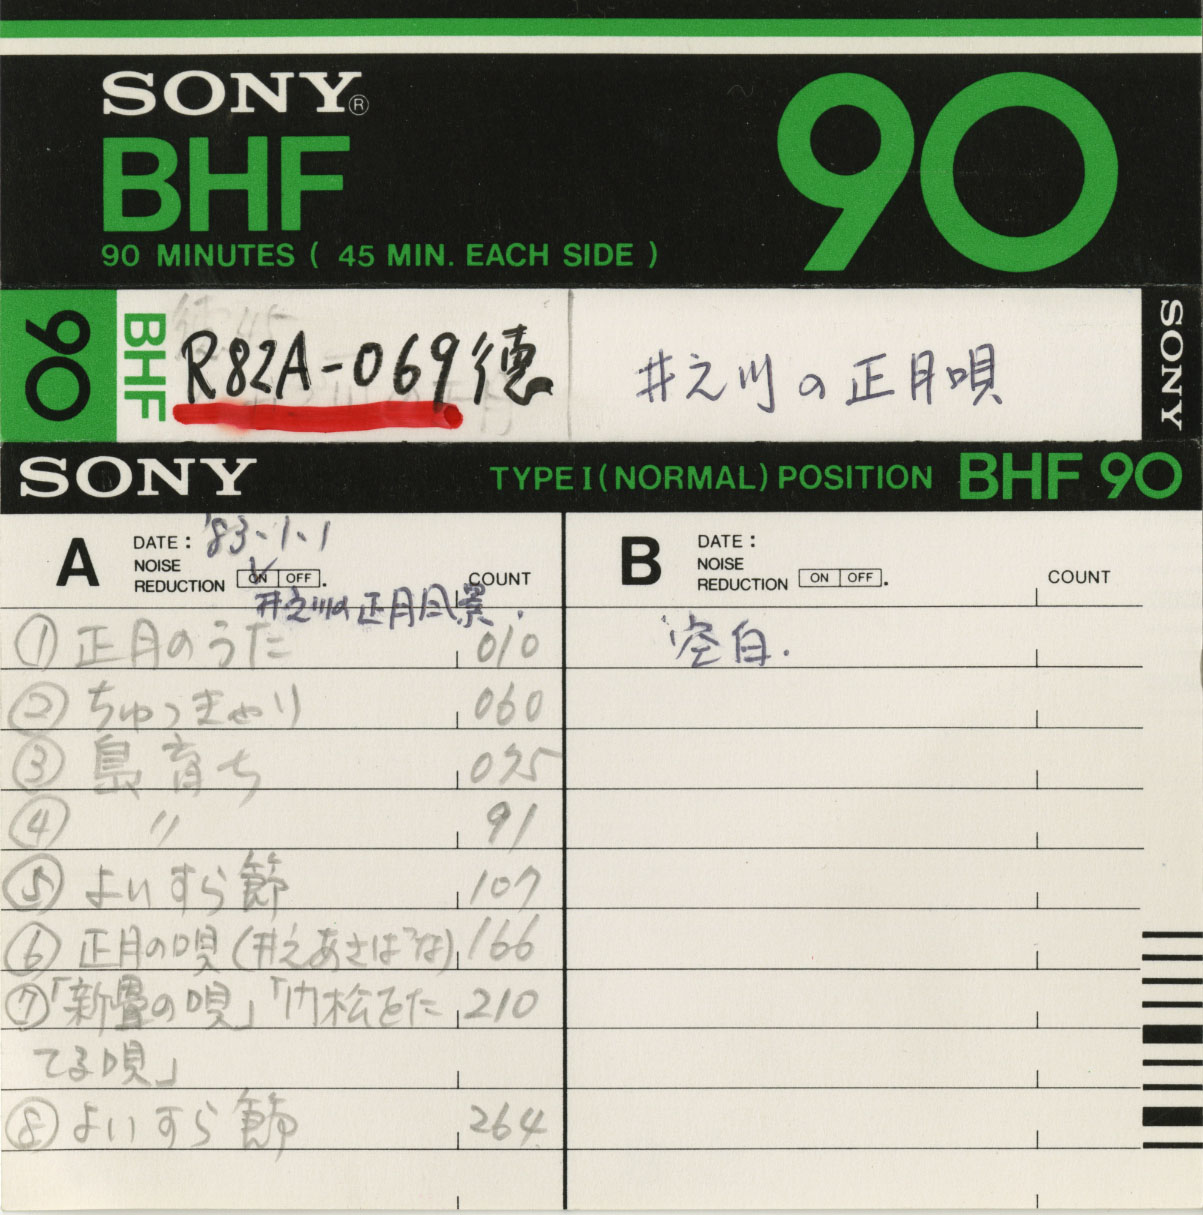 SONY®
BHF
90
90 MINUTES ( 45 MIN. EACH SIDE )
90
BHF
R82A-069徳
井之川の正月唄
SONY
SONY
TYPE I (NORMAL) POSITION BHF 90
A DATE : '83.1.1
NOISE REDUCTION ON OFF .
COUNT
井之川の正月風景.
① 正月のうた 010
② ちゅっきゃり 060
③ 島育ち 075
④ 〃 91
⑤ よいすら節 107
⑥ 正月の唄 (井之あさばな) 166
⑦「新畳の唄」「門松をた 210
てる唄」
⑧ よいすら節 264
B DATE :
NOISE REDUCTION ON OFF .
COUNT
空白.